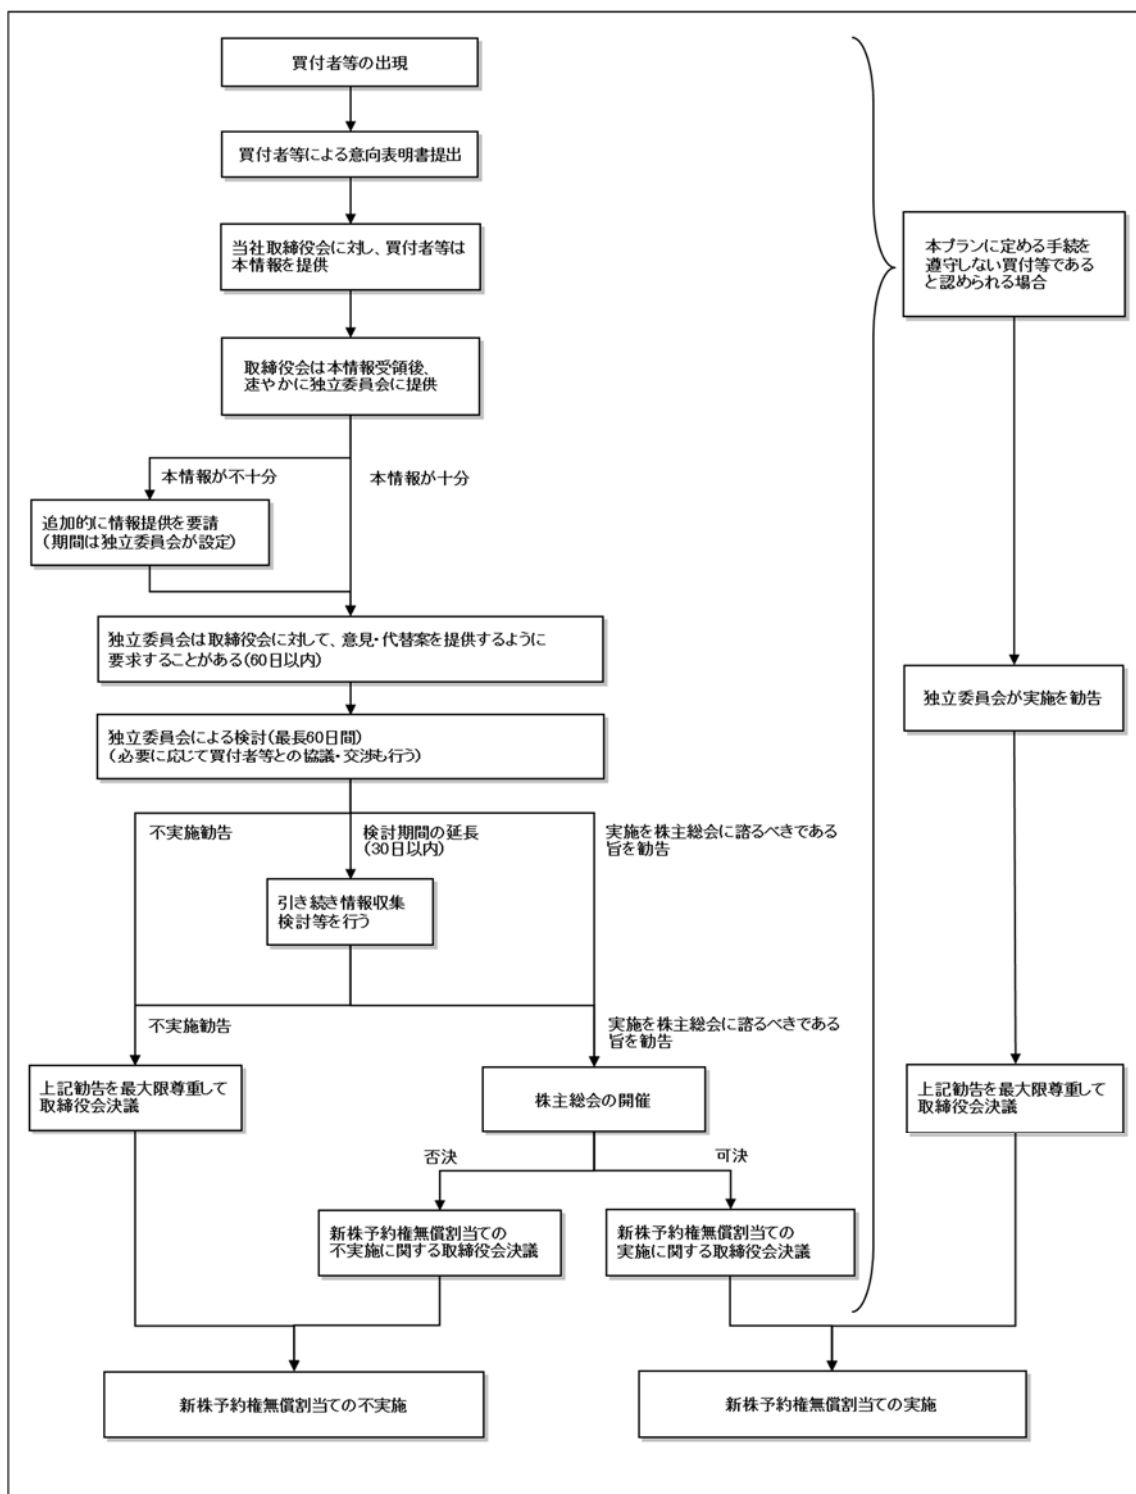 買付者等の出現
買付者等による意向表明書提出
当社取締役会に対し、買付者等は
本情報を提供
本プランに定める手続を
遵守しない買付等である
と認められる場合
取締役会は本情報受領後、
速やかに独立委員会に提供
本情報が不十分
本情報が十分
追加的に情報提供を要請
(期間は独立委員会が設定)
独立委員会は取締役会に対して、意見・代替案を提供するように
要求することがある(60日以内)
独立委員会が実施を勧告
独立委員会による検討(最長60日間)
(必要に応じて買付者等との協議・交渉も行う)
不実施勧告
検討期間の延長
(30日以内)
実施を株主総会に諮るべきである
旨を勧告
引き続き情報収集
検討等を行う
不実施勧告
実施を株主総会に諮るべきである
旨を勧告
上記勧告を最大限尊重して
取締役会決議
株主総会の開催
上記勧告を最大限尊重して
取締役会決議
否決
可決
新株予約権無償割当ての
不実施に関する取締役会決議
新株予約権無償割当ての
実施に関する取締役会決議
新株予約権無償割当ての不実施
新株予約権無償割当ての実施